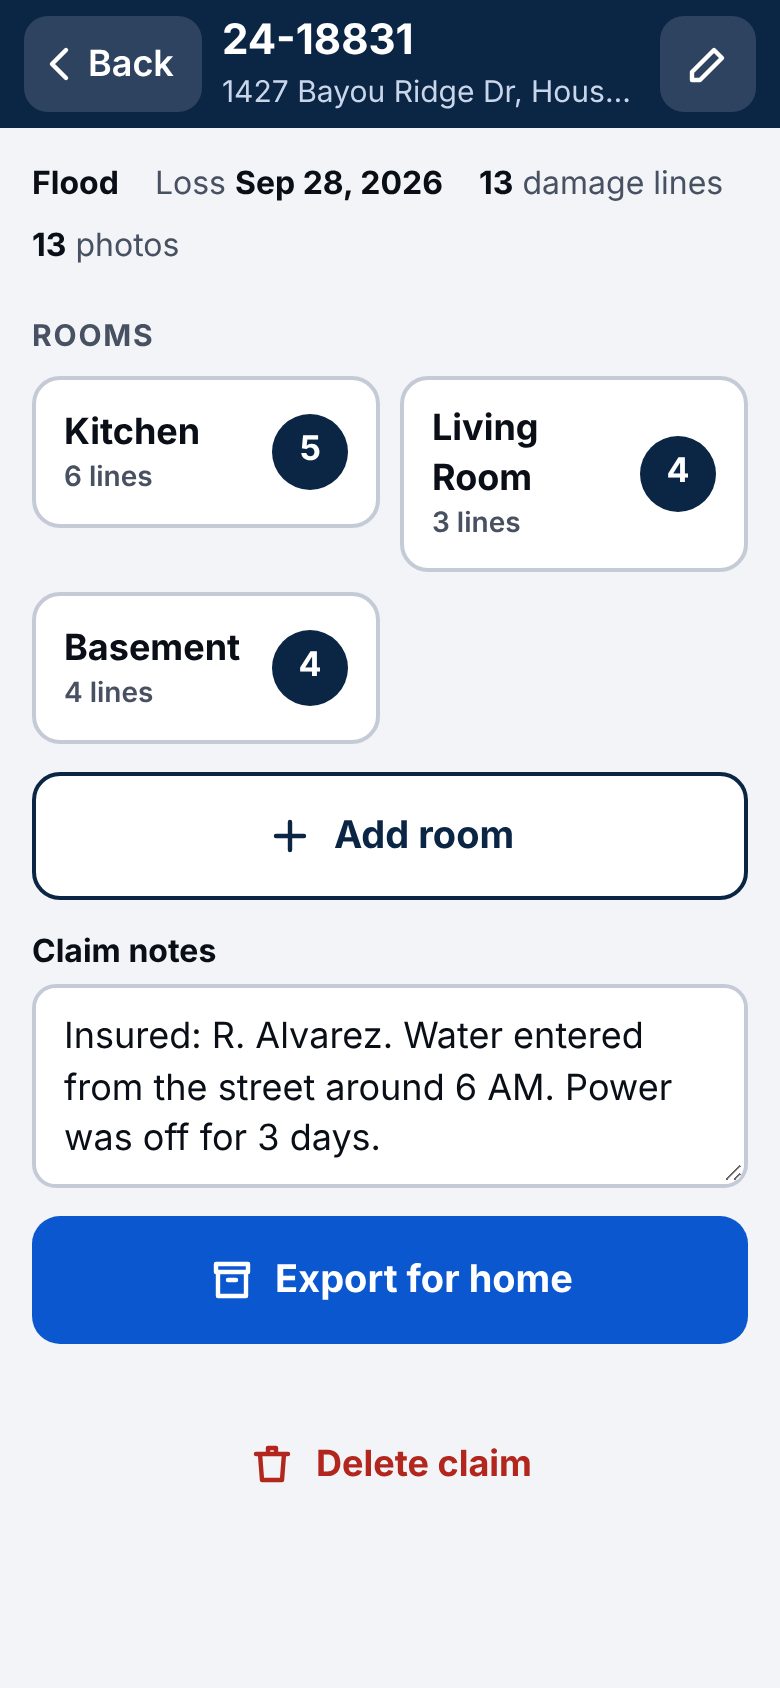 Back
24-18831
1427 Bayou Ridge Dr, Hous...
Flood Loss Sep 28, 2026 13 damage lines
13 photos
ROOMS
Kitchen
6 lines
5
Living
Room
3 lines
4
Basement
4 lines
4
Add room
Claim notes
Insured: R. Alvarez. Water entered
from the street around 6 AM. Power
was off for 3 days.
Export for home
Delete claim